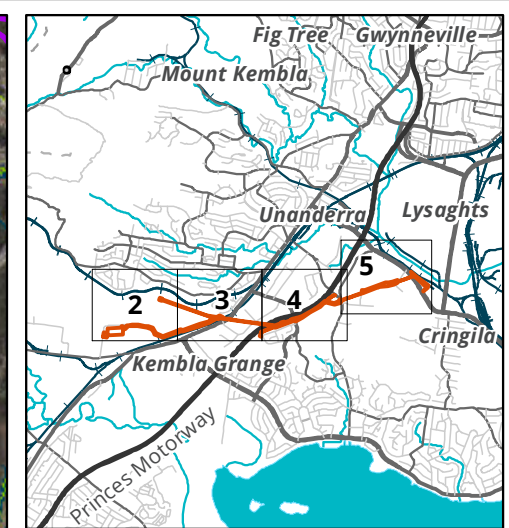 Fig Tree
Gwynneville
Mount Kembla
Unanderra
Lysaghts
5
2
3
4
Cringila
Kembla Grange
Princes Motorway